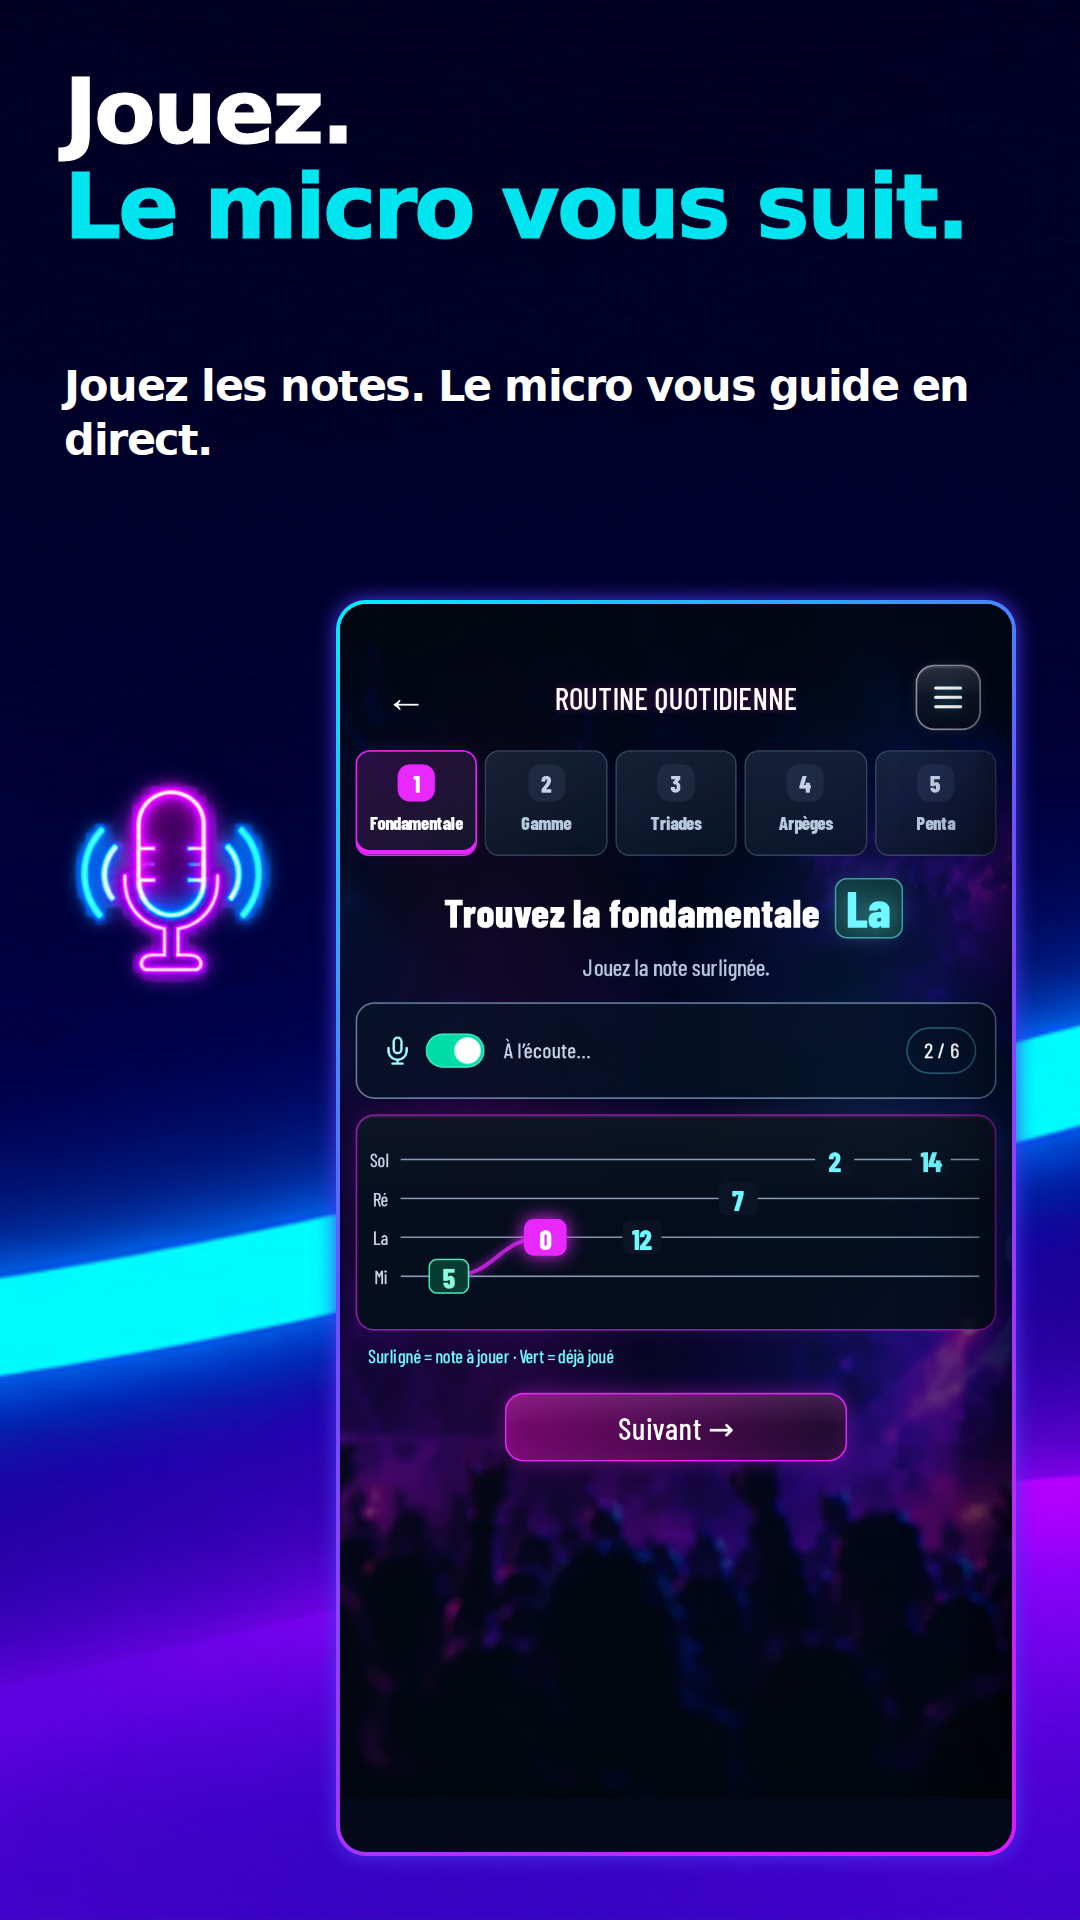 Jouez.
Le micro vous suit.
Jouez les notes. Le micro vous guide en
direct.
← ROUTINE QUOTIDIENNE
1 2 3 4 5
Fondamentale Gamme Triades Arpèges Penta
Trouvez la fondamentale La
Jouez la note surlignée.
À l'écoute... 2 / 6
Sol 2 14
Ré 7
La 0 12
Mi 5
Surligné = note à jouer · Vert = déjà joué
Suivant →